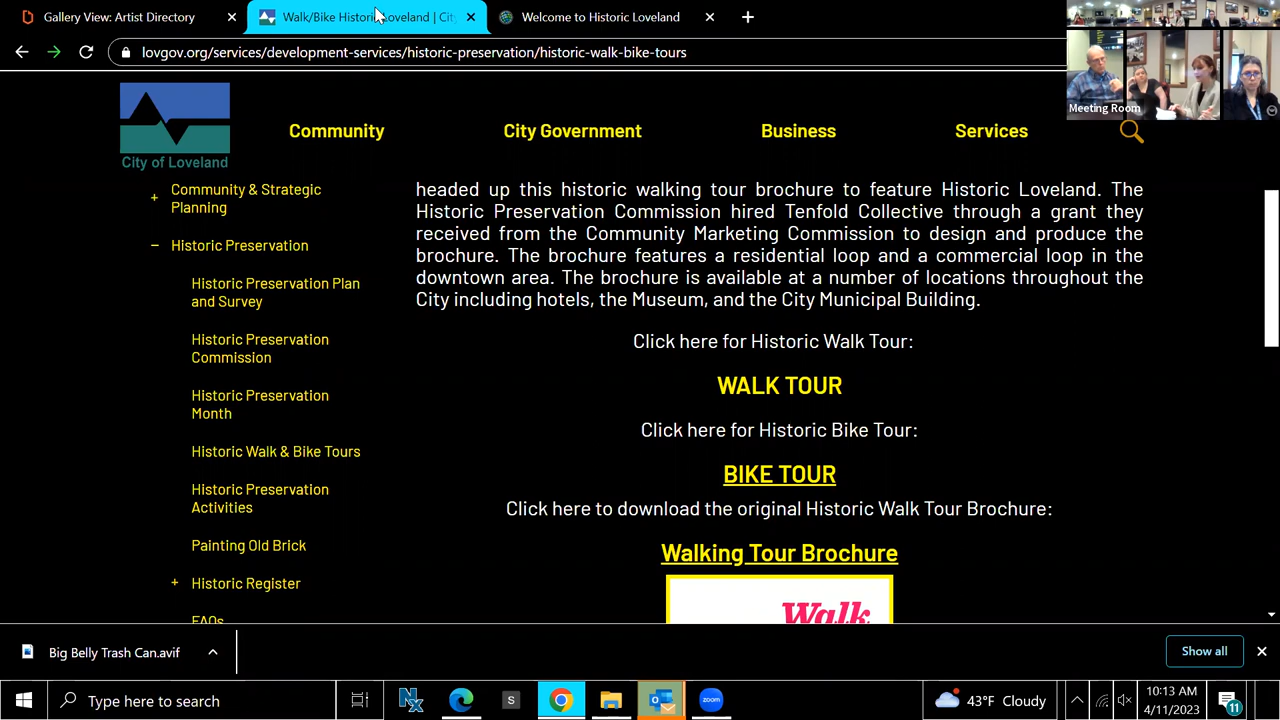 Gallery View: Artist Directory
Walk/Bike Historic Loveland | City
Welcome to Historic Loveland
lovgov.org/services/development-services/historic-preservation/historic-walk-bike-tours
Meeting Room
City of Loveland
Community
City Government
Business
Services
Community & Strategic
Planning
Historic Preservation
Historic Preservation Plan
and Survey
Historic Preservation
Commission
Historic Preservation
Month
Historic Walk & Bike Tours
Historic Preservation
Activities
Painting Old Brick
Historic Register
FAQs
headed up this historic walking tour brochure to feature Historic Loveland. The
Historic Preservation Commission hired Tenfold Collective through a grant they
received from the Community Marketing Commission to design and produce the
brochure. The brochure features a residential loop and a commercial loop in the
downtown area. The brochure is available at a number of locations throughout the
City including hotels, the Museum, and the City Municipal Building.
Click here for Historic Walk Tour:
WALK TOUR
Click here for Historic Bike Tour:
BIKE TOUR
Click here to download the original Historic Walk Tour Brochure:
Walking Tour Brochure
Walk
Big Belly Trash Can.avif
Show all
Type here to search
S
43°F Cloudy
10:13 AM
4/11/2023
11